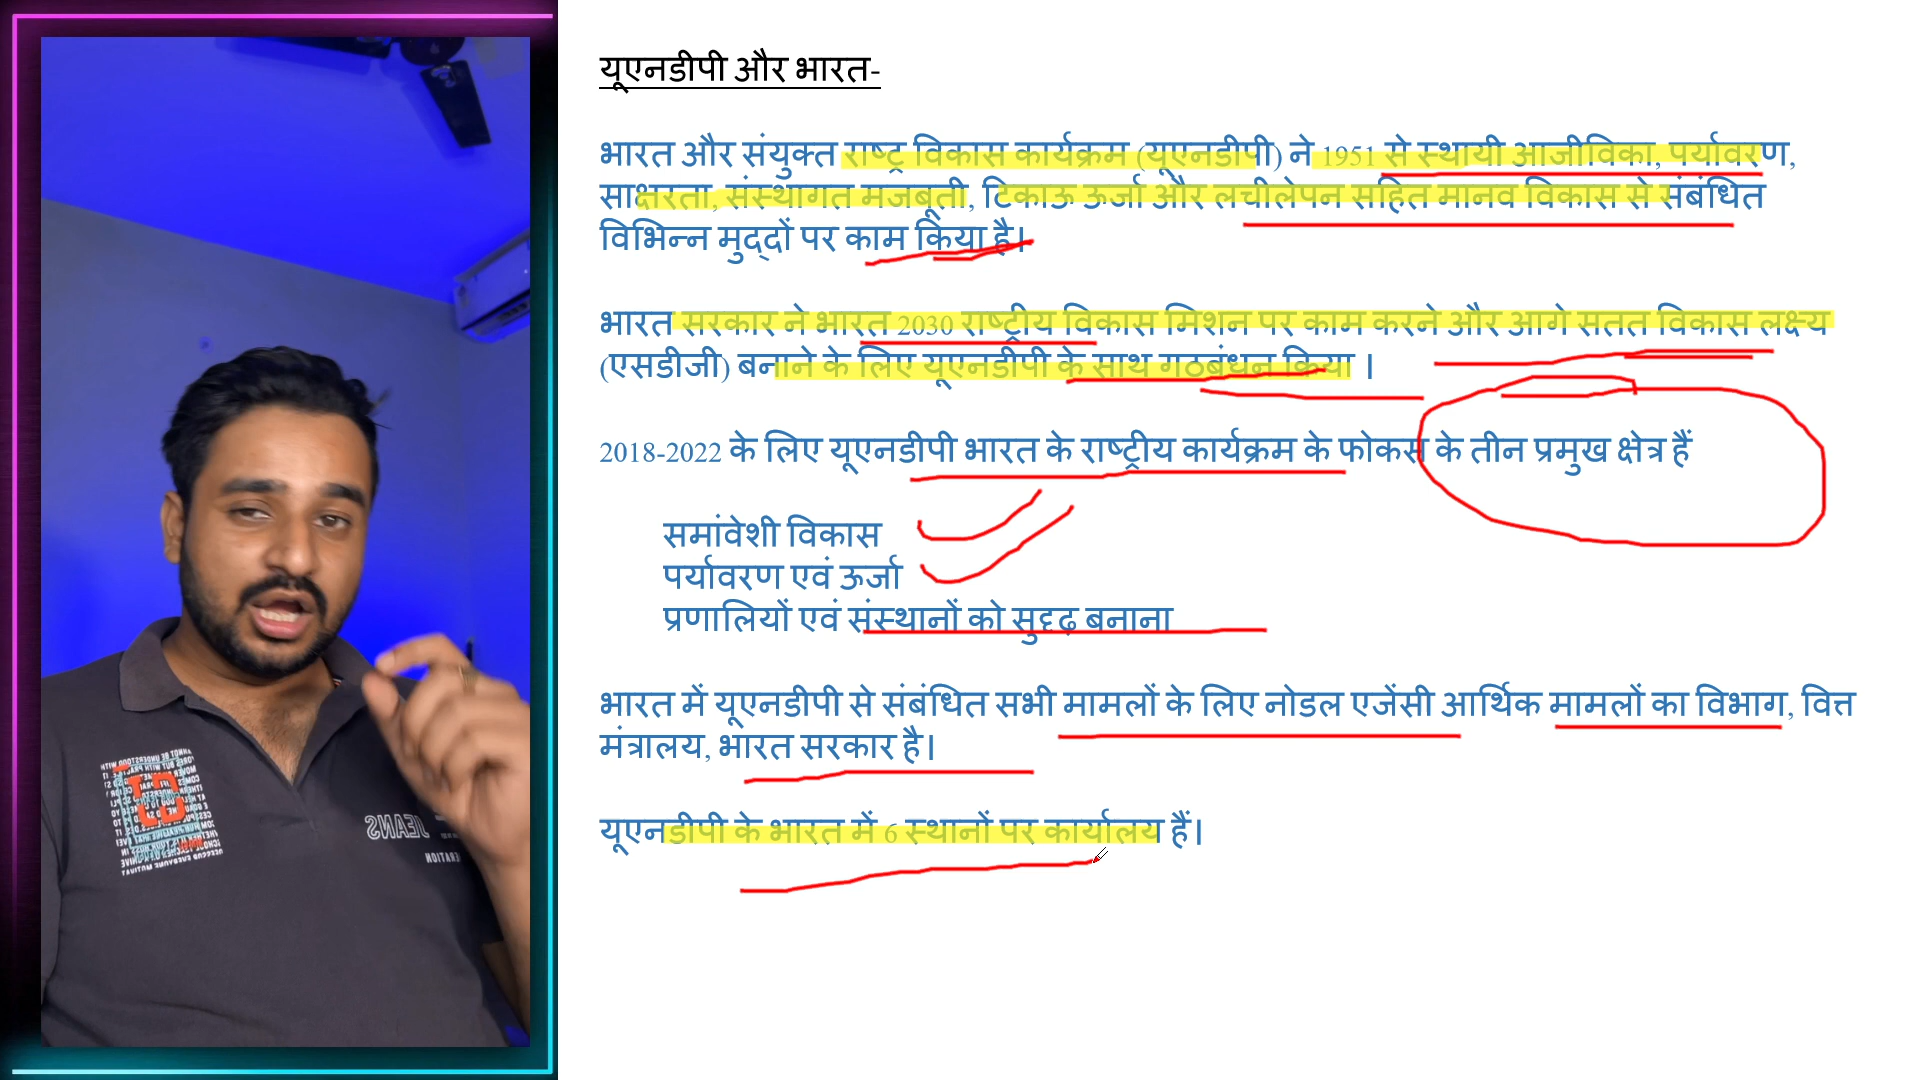 यूएनडीपी और भारत-
भारत और संयुक्त राष्ट्र विकास कार्यक्रम (यूएनडीपी) ने 1951 से स्थायी आजीविका, पर्यावरण,
साक्षरता, संस्थागत मजबूती, टिकाऊ ऊर्जा और लचीलेपन सहित मानव विकास से संबंधित
विभिन्न मुद्दों पर काम किया है।
भारत सरकार ने भारत 2030 राष्ट्रीय विकास मिशन पर काम करने और आगे सतत विकास लक्ष्य
(एसडीजी) बनाने के लिए यूएनडीपी के साथ गठबंधन किया ।
2018-2022 के लिए यूएनडीपी भारत के राष्ट्रीय कार्यक्रम के फोकस के तीन प्रमुख क्षेत्र हैं
समांवेशी विकास
पर्यावरण एवं ऊर्जा
प्रणालियों एवं संस्थानों को सुदृढ़ बनाना
भारत में यूएनडीपी से संबंधित सभी मामलों के लिए नोडल एजेंसी आर्थिक मामलों का विभाग, वित्त
मंत्रालय, भारत सरकार है।
यूएनडीपी के भारत में 6 स्थानों पर कार्यालय हैं।
JEANS